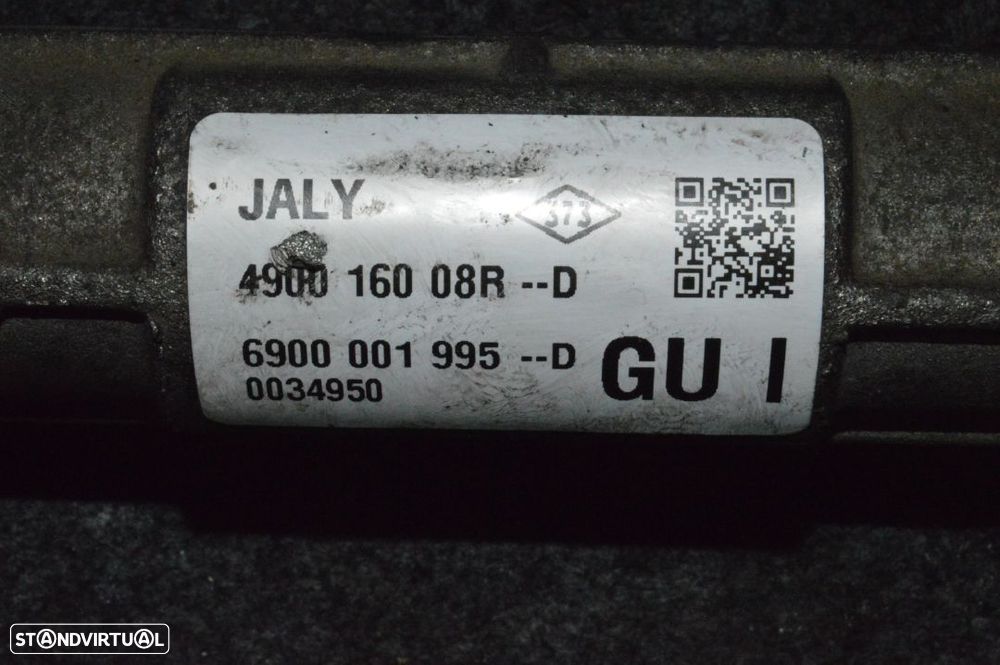 JALY
373
4900 160 08R --D
6900 001 995 --D
0034950
GU I
STANDVIRTUAL